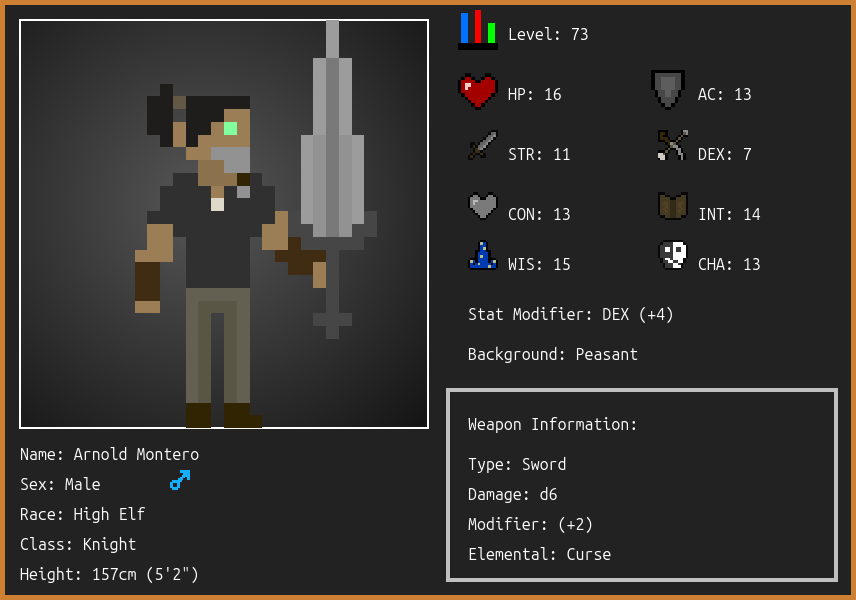 Level: 73
HP: 16
AC: 13
STR: 11
DEX: 7
CON: 13
INT: 14
WIS: 15
CHA: 13
Stat Modifier: DEX (+4)
Background: Peasant
Weapon Information:
Type: Sword
Damage: d6
Modifier: (+2)
Elemental: Curse
Name: Arnold Montero
Sex: Male
Race: High Elf
Class: Knight
Height: 157cm (5'2")